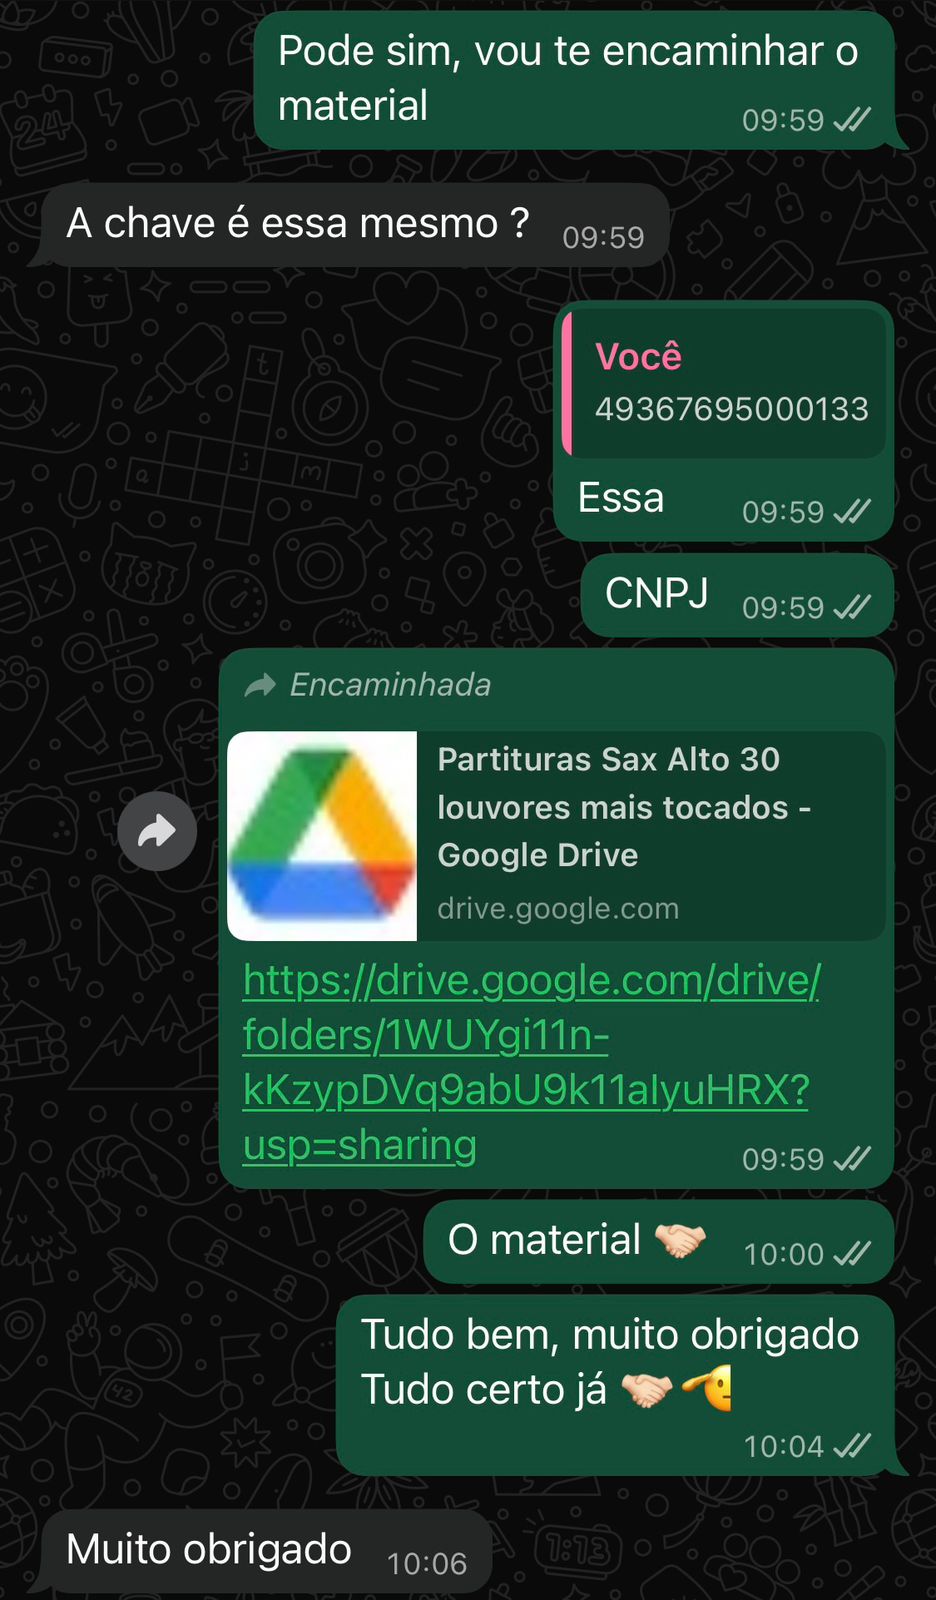 Pode sim, vou te encaminhar o
material
09:59
A chave é essa mesmo ?
09:59
Você
49367695000133
Essa
09:59
CNPJ
09:59
Encaminhada
Partituras Sax Alto 30
louvores mais tocados -
Google Drive
drive.google.com
https://drive.google.com/drive/
folders/1WUYgi11n-
kKzypDVq9abU9k11alyuHRX?
usp=sharing
09:59
O material 🤝🏻
10:00
Tudo bem, muito obrigado
Tudo certo já 🤝🏻 🫡
10:04
Muito obrigado
10:06